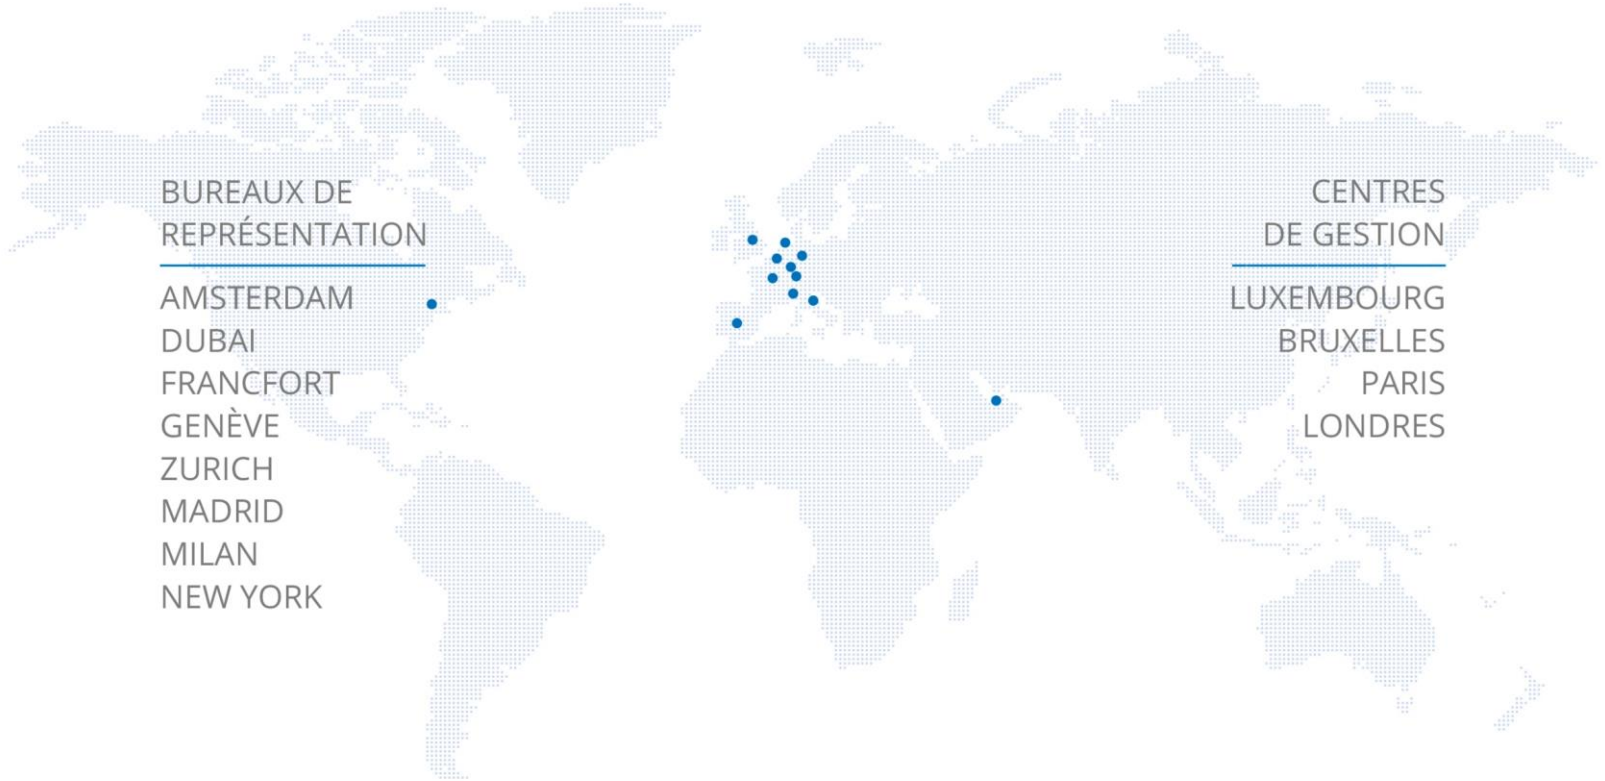 BUREAUX DE
REPRÉSENTATION
AMSTERDAM
DUBAI
FRANCFORT
GENÈVE
ZURICH
MADRID
MILAN
NEW YORK
CENTRES
DE GESTION
LUXEMBOURG
BRUXELLES
PARIS
LONDRES